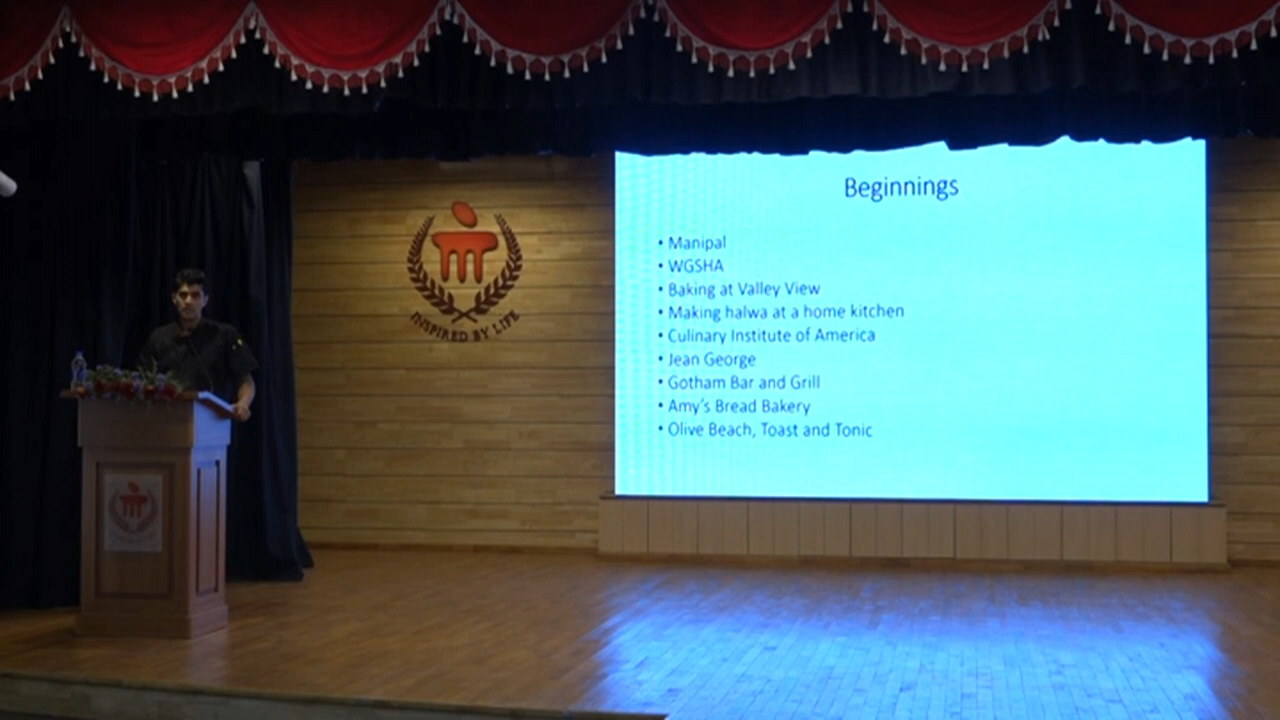 INSPIRED BY LIFE
Beginnings
• Manipal
• WGSHA
• Baking at Valley View
• Making halwa at a home kitchen
• Culinary Institute of America
• Jean George
• Gotham Bar and Grill
• Amy's Bread Bakery
• Olive Beach, Toast and Tonic